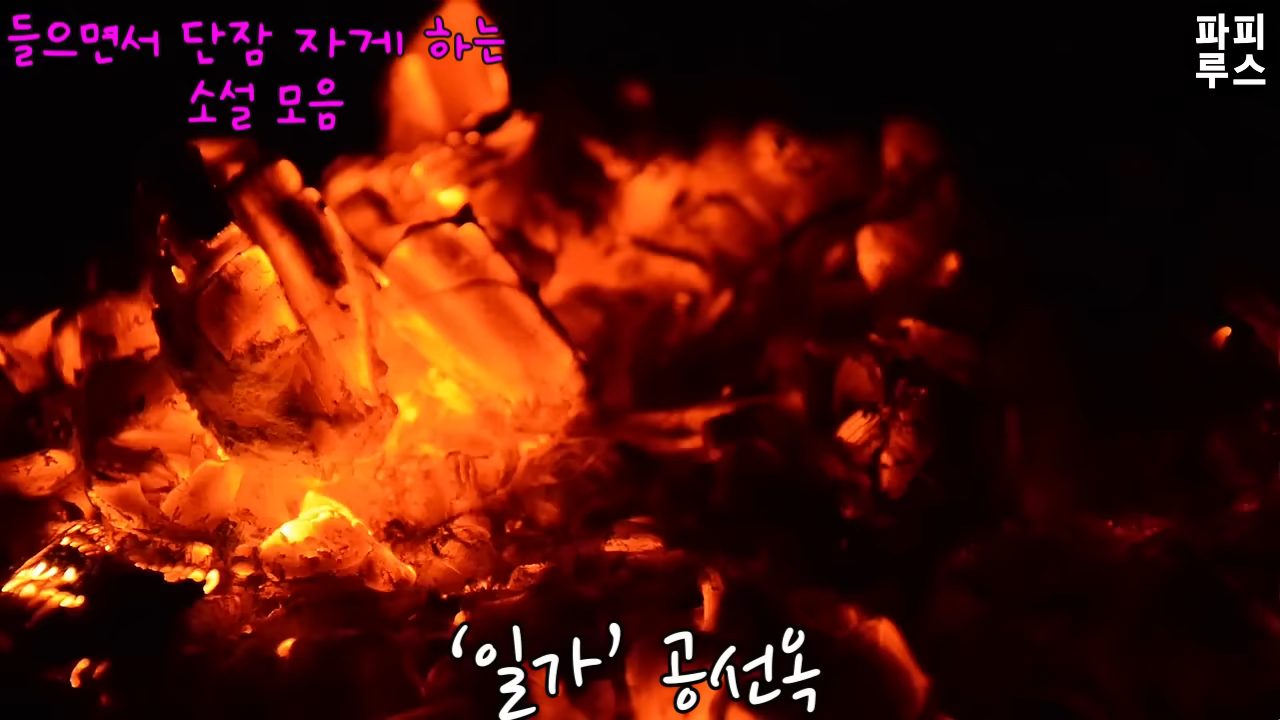 들으면서 단잠 자게 하는
소설 모음
파피
루스
‘일가’ 공선옥